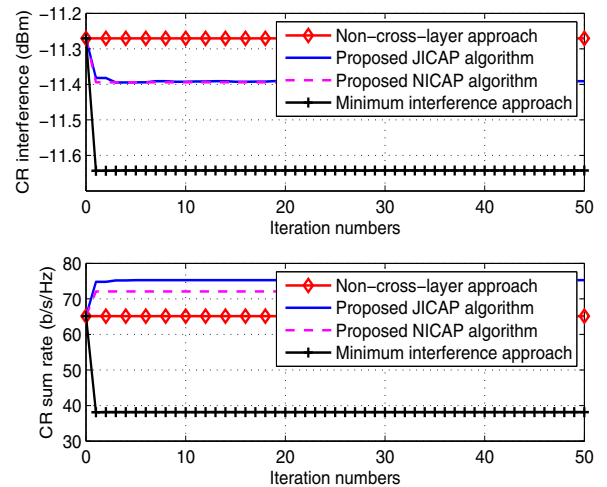 −11.2
−11.3
−11.4
−11.5
−11.6
CR interference (dBm)
Non−cross−layer approach
Proposed JICAP algorithm
Proposed NICAP algorithm
Minimum interference approach
0 10 20 30 40 50
Iteration numbers
80
70
60
50
40
30
CR sum rate (b/s/Hz)
Non−cross−layer approach
Proposed JICAP algorithm
Proposed NICAP algorithm
Minimum interference approach
0 10 20 30 40 50
Iteration numbers